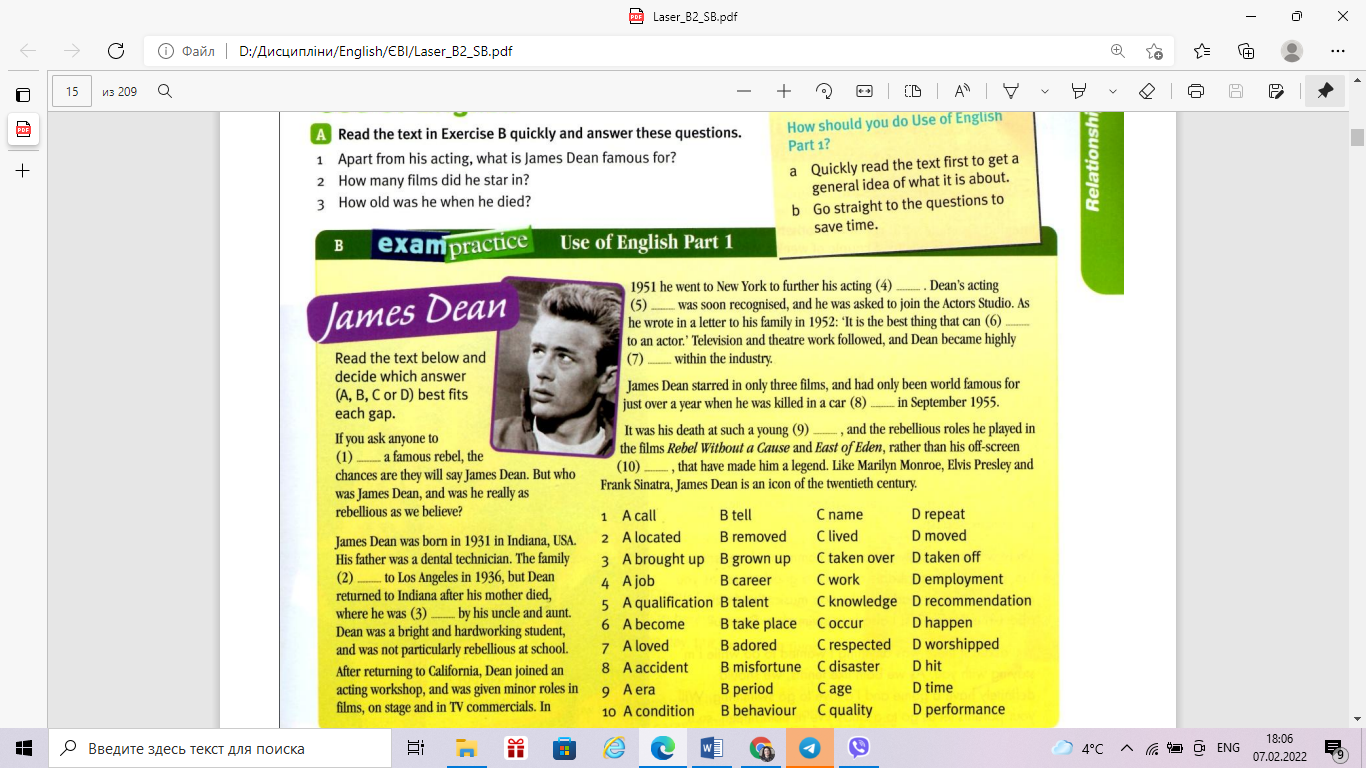 Laser_B2_SB.pdf
Файл
D:/Дисципліни/English/ЄВІ/Laser_B2_SB.pdf
15
из 209
A Read the text in Exercise B quickly and answer these questions.
1 Apart from his acting, what is James Dean famous for?
2 How many films did he star in?
3 How old was he when he died?
How should you do Use of English
Part 1?
a Quickly read the text first to get a
general idea of what it is about.
b Go straight to the questions to
save time.
B exam practice Use of English Part 1
James Dean
Read the text below and
decide which answer
(A, B, C or D) best fits
each gap.
If you ask anyone to
(1) ____ a famous rebel, the
chances are they will say James Dean. But who
was James Dean, and was he really as
rebellious as we believe?
James Dean was born in 1931 in Indiana, USA.
His father was a dental technician. The family
(2) ____ to Los Angeles in 1936, but Dean
returned to Indiana after his mother died,
where he was (3) ____ by his uncle and aunt.
Dean was a bright and hardworking student,
and was not particularly rebellious at school.
After returning to California, Dean joined an
acting workshop, and was given minor roles in
films, on stage and in TV commercials. In
1951 he went to New York to further his acting (4) ____ . Dean's acting
(5) ____ was soon recognised, and he was asked to join the Actors Studio. As
he wrote in a letter to his family in 1952: 'It is the best thing that can (6) ____
to an actor.' Television and theatre work followed, and Dean became highly
(7) ____ within the industry.
James Dean starred in only three films, and had only been world famous for
just over a year when he was killed in a car (8) ____ in September 1955.
It was his death at such a young (9) ____ , and the rebellious roles he played in
the films Rebel Without a Cause and East of Eden, rather than his off-screen
(10) ____ , that have made him a legend. Like Marilyn Monroe, Elvis Presley and
Frank Sinatra, James Dean is an icon of the twentieth century.
1 A call B tell C name D repeat
2 A located B removed C lived D moved
3 A brought up B grown up C taken over D taken off
4 A job B career C work D employment
5 A qualification B talent C knowledge D recommendation
6 A become B take place C occur D happen
7 A loved B adored C respected D worshipped
8 A accident B misfortune C disaster D hit
9 A era B period C age D time
10 A condition B behaviour C quality D performance
Введите здесь текст для поиска
4°C
ENG
18:06
07.02.2022
9